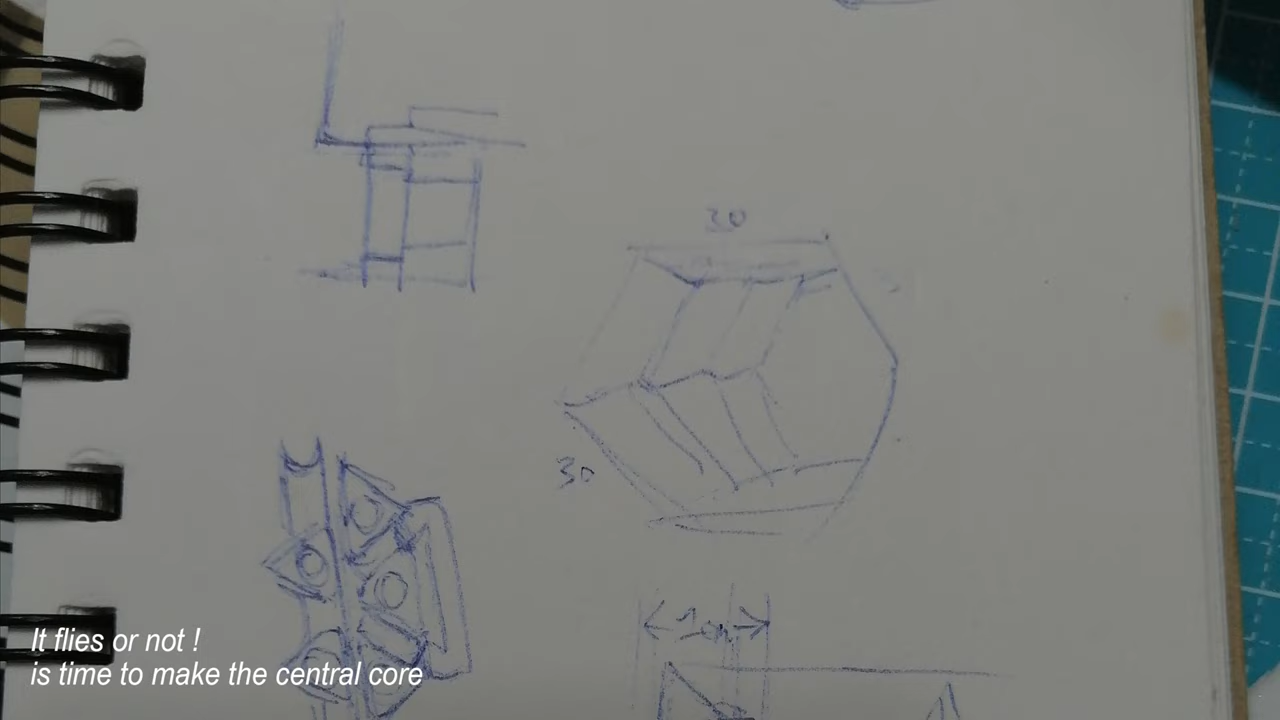 30
30
It flies or not !
is time to make the central core